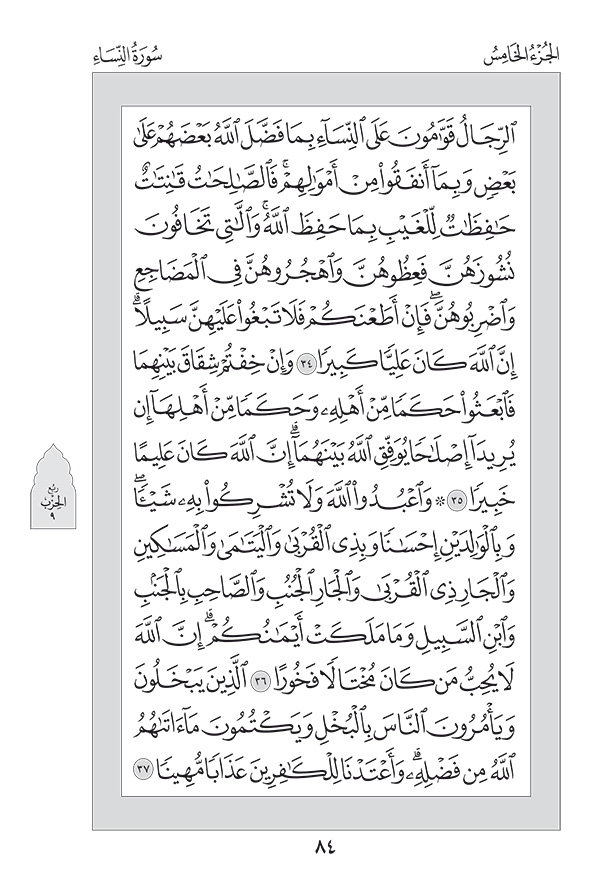 الجُزْءُ الخَامِسُ
سُورَةُ النِّسَاءِ
ٱلرِّجَالُ قَوَّٰمُونَ عَلَى ٱلنِّسَآءِ بِمَا فَضَّلَ ٱللَّهُ بَعْضَهُمْ عَلَىٰ
بَعْضٍ وَبِمَآ أَنفَقُوا۟ مِنْ أَمْوَٰلِهِمْ ۚ فَٱلصَّٰلِحَٰتُ قَٰنِتَٰتٌ
حَٰفِظَٰتٌ لِّلْغَيْبِ بِمَا حَفِظَ ٱللَّهُ ۚ وَٱلَّٰتِى تَخَافُونَ
نُشُوزَهُنَّ فَعِظُوهُنَّ وَٱهْجُرُوهُنَّ فِى ٱلْمَضَاجِعِ
وَٱضْرِبُوهُنَّ ۖ فَإِنْ أَطَعْنَكُمْ فَلَا تَبْغُوا۟ عَلَيْهِنَّ سَبِيلًا ۗ
إِنَّ ٱللَّهَ كَانَ عَلِيًّا كَبِيرًا ٣٤ وَإِنْ خِفْتُمْ شِقَاقَ بَيْنِهِمَا
فَٱبْعَثُوا۟ حَكَمًا مِّنْ أَهْلِهِۦ وَحَكَمًا مِّنْ أَهْلِهَآ إِن
يُرِيدَآ إِصْلَٰحًا يُوَفِّقِ ٱللَّهُ بَيْنَهُمَآ ۗ إِنَّ ٱللَّهَ كَانَ عَلِيمًا
خَبِيرًا ٣٥ ۞ وَٱعْبُدُوا۟ ٱللَّهَ وَلَا تُشْرِكُوا۟ بِهِۦ شَيْـًٔا ۖ
وَبِٱلْوَٰلِدَيْنِ إِحْسَٰنًا وَبِذِى ٱلْقُرْبَىٰ وَٱلْيَتَٰمَىٰ وَٱلْمَسَٰكِينِ
وَٱلْجَارِ ذِى ٱلْقُرْبَىٰ وَٱلْجَارِ ٱلْجُنُبِ وَٱلصَّاحِبِ بِٱلْجَنۢبِ
وَٱبْنِ ٱلسَّبِيلِ وَمَا مَلَكَتْ أَيْمَٰنُكُمْ ۗ إِنَّ ٱللَّهَ
لَا يُحِبُّ مَن كَانَ مُخْتَالًا فَخُورًا ٣٦ ٱلَّذِينَ يَبْخَلُونَ
وَيَأْمُرُونَ ٱلنَّاسَ بِٱلْبُخْلِ وَيَكْتُمُونَ مَآ ءَاتَىٰهُمُ
ٱللَّهُ مِن فَضْلِهِۦ ۗ وَأَعْتَدْنَا لِلْكَٰفِرِينَ عَذَابًا مُّهِينًا ٣٧
رُبْع
الحِزْب
٩
٨٤